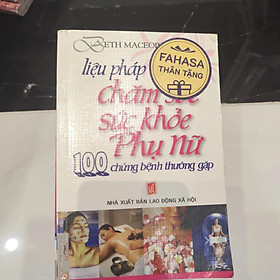 BETH MACEOIN
liệu pháp
FAHASA
THÂN TẶNG
chăm sóc
sức khỏe
Phụ Nữ
100 chứng bệnh thường gặp
NHÀ XUẤT BẢN LAO ĐỘNG XÃ HỘI